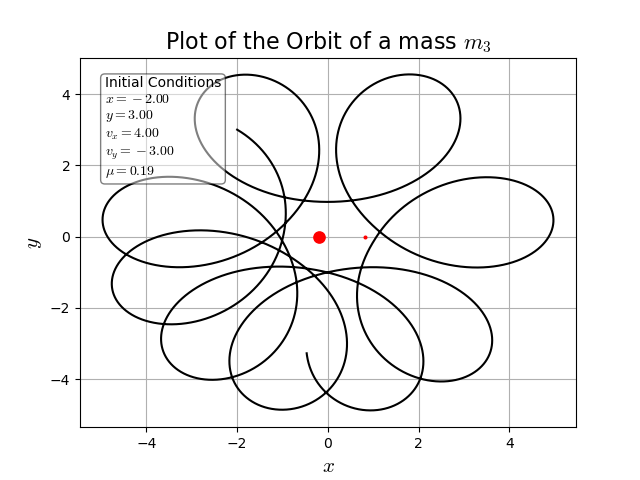 Plot of the Orbit of a mass m₃
Initial Conditions
x = −2.00
y = 3.00
vₓ = 4.00
v_y = −3.00
μ = 0.19
4
2
0
−2
−4
y
−4 −2 0 2 4
x